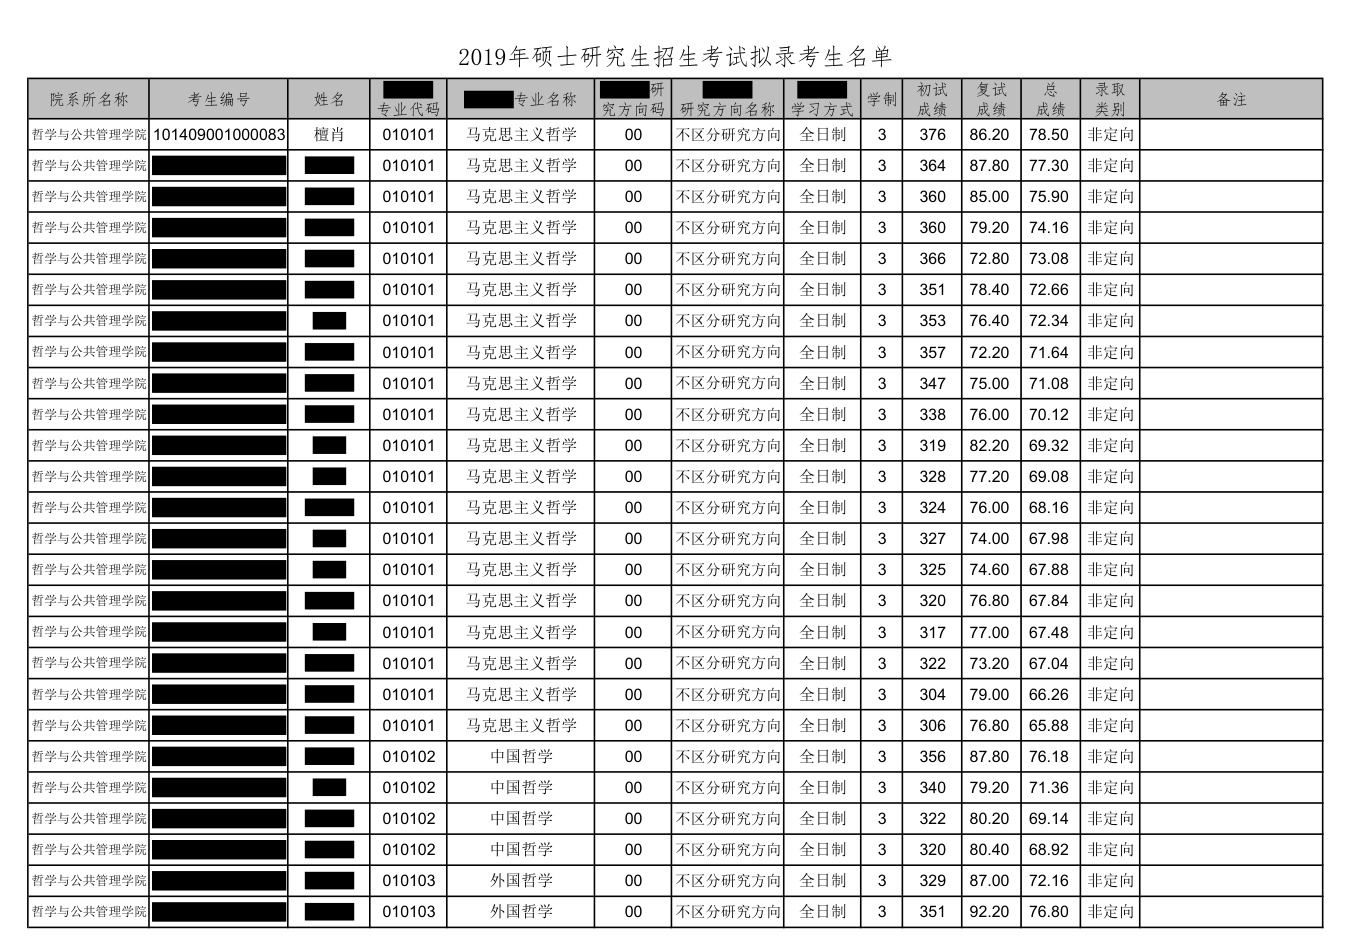 2019年硕士研究生招生考试拟录考生名单
院系所名称 考生编号 姓名 专业代码 专业名称 研究方向码 研究方向名称 学习方式 学制 初试成绩 复试成绩 总成绩 录取类别 备注
哲学与公共管理学院 101409001000083 檀肖 010101 马克思主义哲学 00 不区分研究方向 全日制 3 376 86.20 78.50 非定向
哲学与公共管理学院 010101 马克思主义哲学 00 不区分研究方向 全日制 3 364 87.80 77.30 非定向
哲学与公共管理学院 010101 马克思主义哲学 00 不区分研究方向 全日制 3 360 85.00 75.90 非定向
哲学与公共管理学院 010101 马克思主义哲学 00 不区分研究方向 全日制 3 360 79.20 74.16 非定向
哲学与公共管理学院 010101 马克思主义哲学 00 不区分研究方向 全日制 3 366 72.80 73.08 非定向
哲学与公共管理学院 010101 马克思主义哲学 00 不区分研究方向 全日制 3 351 78.40 72.66 非定向
哲学与公共管理学院 010101 马克思主义哲学 00 不区分研究方向 全日制 3 353 76.40 72.34 非定向
哲学与公共管理学院 010101 马克思主义哲学 00 不区分研究方向 全日制 3 357 72.20 71.64 非定向
哲学与公共管理学院 010101 马克思主义哲学 00 不区分研究方向 全日制 3 347 75.00 71.08 非定向
哲学与公共管理学院 010101 马克思主义哲学 00 不区分研究方向 全日制 3 338 76.00 70.12 非定向
哲学与公共管理学院 010101 马克思主义哲学 00 不区分研究方向 全日制 3 319 82.20 69.32 非定向
哲学与公共管理学院 010101 马克思主义哲学 00 不区分研究方向 全日制 3 328 77.20 69.08 非定向
哲学与公共管理学院 010101 马克思主义哲学 00 不区分研究方向 全日制 3 324 76.00 68.16 非定向
哲学与公共管理学院 010101 马克思主义哲学 00 不区分研究方向 全日制 3 327 74.00 67.98 非定向
哲学与公共管理学院 010101 马克思主义哲学 00 不区分研究方向 全日制 3 325 74.60 67.88 非定向
哲学与公共管理学院 010101 马克思主义哲学 00 不区分研究方向 全日制 3 320 76.80 67.84 非定向
哲学与公共管理学院 010101 马克思主义哲学 00 不区分研究方向 全日制 3 317 77.00 67.48 非定向
哲学与公共管理学院 010101 马克思主义哲学 00 不区分研究方向 全日制 3 322 73.20 67.04 非定向
哲学与公共管理学院 010101 马克思主义哲学 00 不区分研究方向 全日制 3 304 79.00 66.26 非定向
哲学与公共管理学院 010101 马克思主义哲学 00 不区分研究方向 全日制 3 306 76.80 65.88 非定向
哲学与公共管理学院 010102 中国哲学 00 不区分研究方向 全日制 3 356 87.80 76.18 非定向
哲学与公共管理学院 010102 中国哲学 00 不区分研究方向 全日制 3 340 79.20 71.36 非定向
哲学与公共管理学院 010102 中国哲学 00 不区分研究方向 全日制 3 322 80.20 69.14 非定向
哲学与公共管理学院 010102 中国哲学 00 不区分研究方向 全日制 3 320 80.40 68.92 非定向
哲学与公共管理学院 010103 外国哲学 00 不区分研究方向 全日制 3 329 87.00 72.16 非定向
哲学与公共管理学院 010103 外国哲学 00 不区分研究方向 全日制 3 351 92.20 76.80 非定向